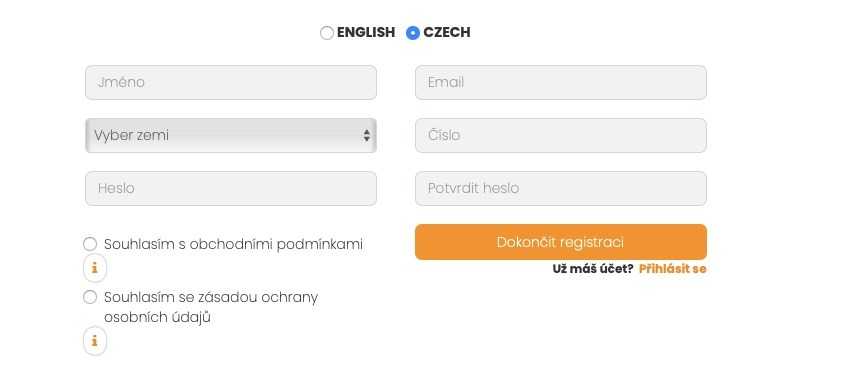 ENGLISH CZECH
Jméno Email
Vyber zemi Číslo
Heslo Potvrdit heslo
Souhlasím s obchodními podmínkami Dokončit registraci
i Už máš účet? Přihlásit se
Souhlasím se zásadou ochrany
osobních údajů
i